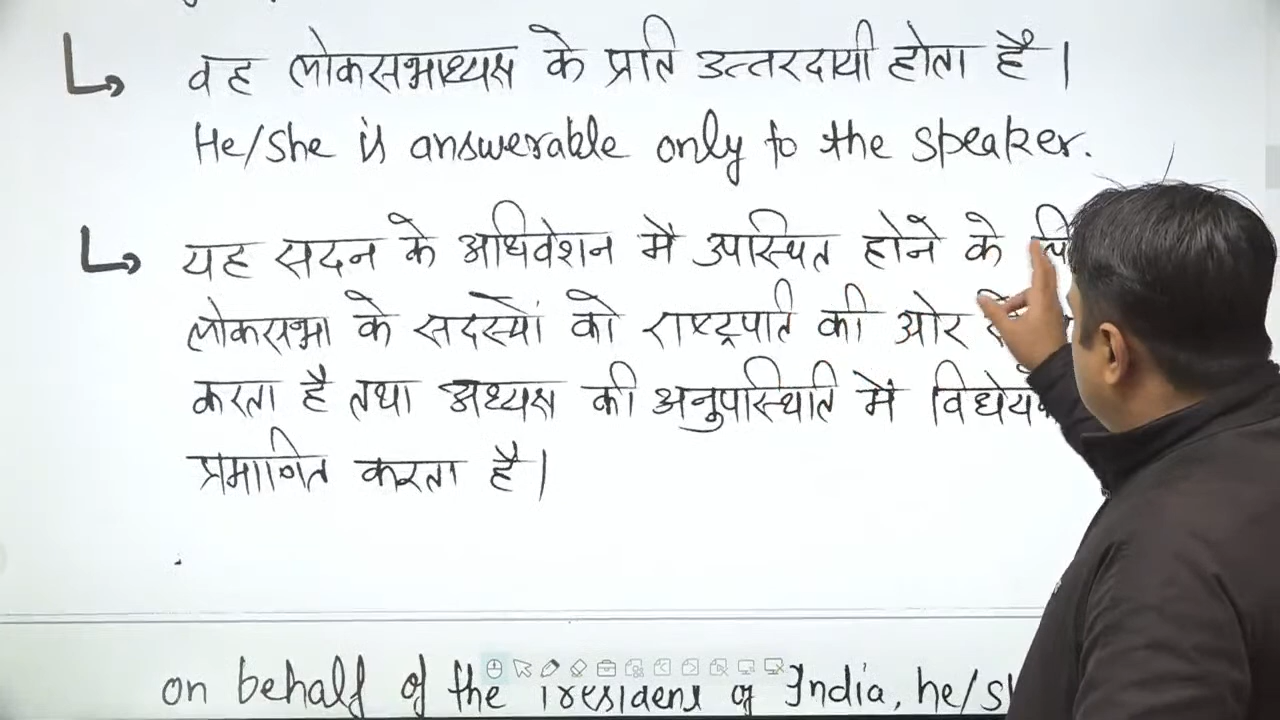 वह लोकसभाध्यक्ष के प्रति उत्तरदायी होता है।
He/She is answerable only to the speaker.
यह सदन के अधिवेशन मे उपस्थित होने के
लोकसभा के सदस्यों को राष्ट्रपति की ओर
करता है तथा अध्यक्ष की अनुपस्थिति में
प्रमाणित करता है।
on behalf of the President of India, he/